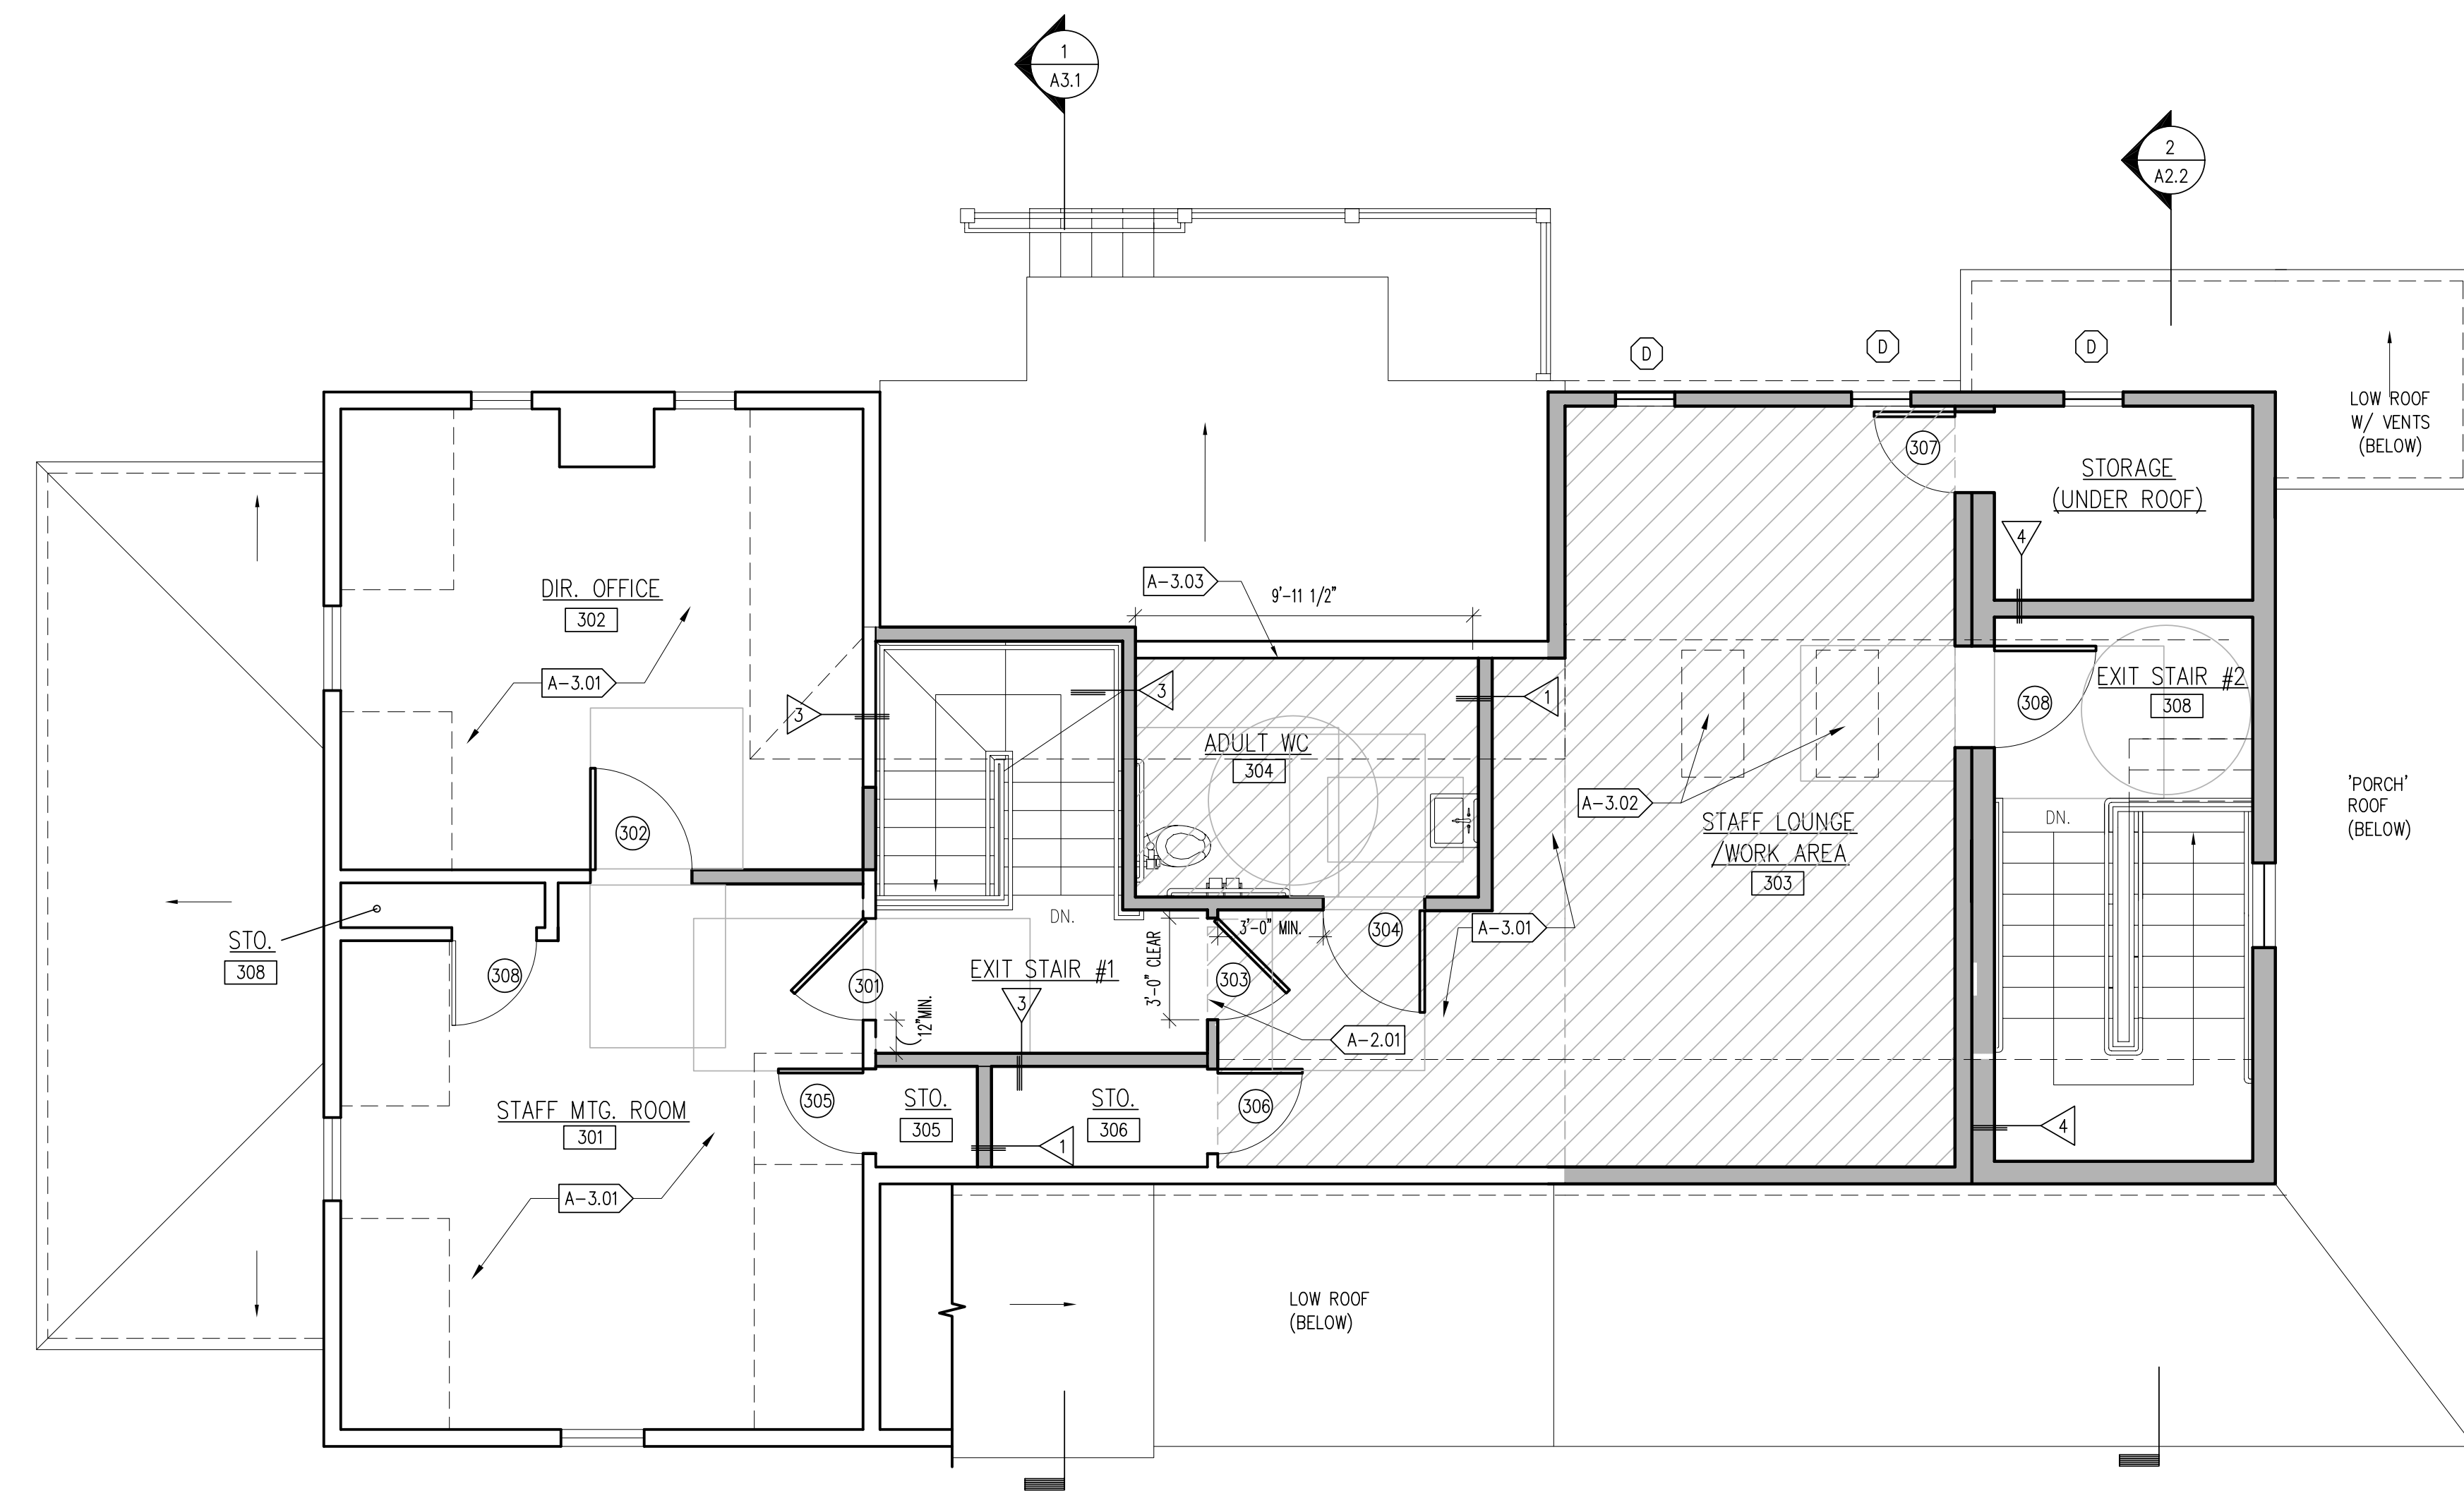 1
A3.1
2
A2.2
D
D
D
LOW ROOF
W/ VENTS
(BELOW)
307
STORAGE
(UNDER ROOF)
4
A-3.03
9'-11 1/2"
DIR. OFFICE
302
A-3.01
3
3
1
EXIT STAIR #2
308
308
ADULT WC
304
A-3.02
STAFF LOUNGE
/WORK AREA
303
'PORCH'
ROOF
(BELOW)
DN.
302
DN.
3'-0" MIN.
304
A-3.01
STO.
308
308
301
EXIT STAIR #1
3'-0" CLEAR
303
12"MIN.
3
A-2.01
STAFF MTG. ROOM
301
305
STO.
305
STO.
306
306
1
4
A-3.01
LOW ROOF
(BELOW)